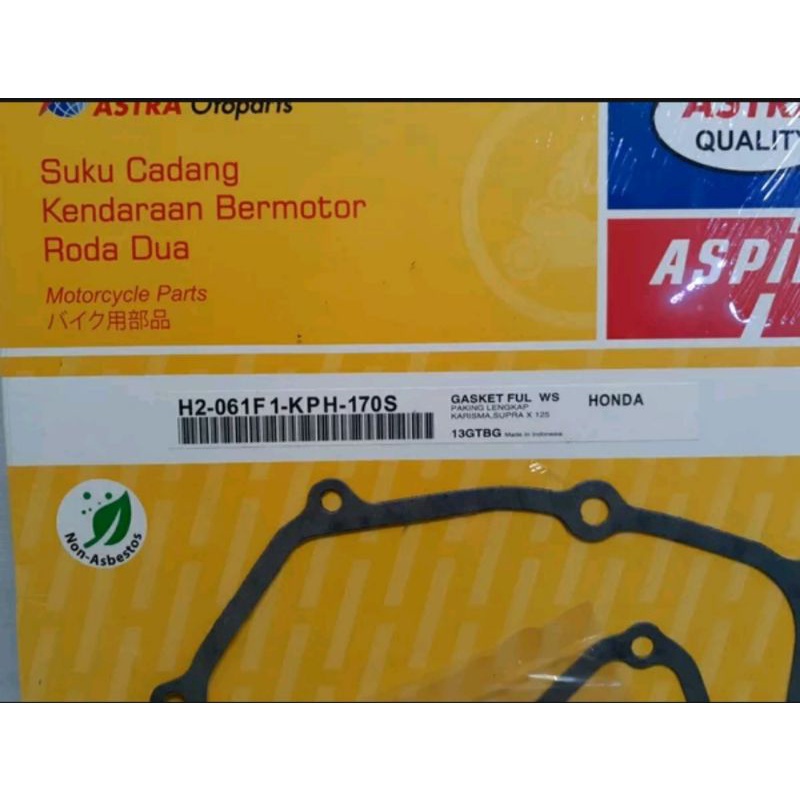 ASTRA Otoparts
QUALITY
Suku Cadang
Kendaraan Bermotor
Roda Dua
Motorcycle Parts
バイク用部品
H2-061F1-KPH-170S
GASKET FUL WS
HONDA
PAKING LENGKAP
KARISMA,SUPRA X 125
13GTBG Made in Indonesia
Non-Asbestos